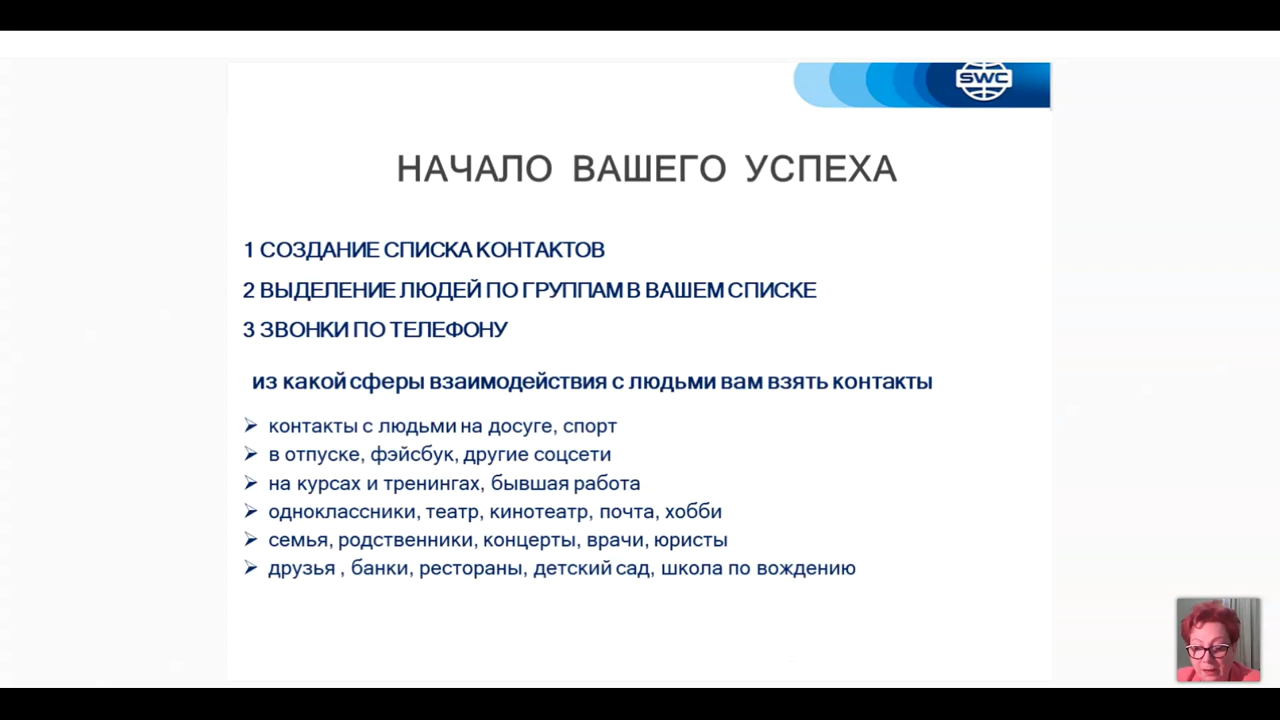 SWC
НАЧАЛО ВАШЕГО УСПЕХА
1 СОЗДАНИЕ СПИСКА КОНТАКТОВ
2 ВЫДЕЛЕНИЕ ЛЮДЕЙ ПО ГРУППАМ В ВАШЕМ СПИСКЕ
3 ЗВОНКИ ПО ТЕЛЕФОНУ
из какой сферы взаимодействия с людьми вам взять контакты
контакты с людьми на досуге, спорт
в отпуске, фэйсбук, другие соцсети
на курсах и тренингах, бывшая работа
одноклассники, театр, кинотеатр, почта, хобби
семья, родственники, концерты, врачи, юристы
друзья , банки, рестораны, детский сад, школа по вождению